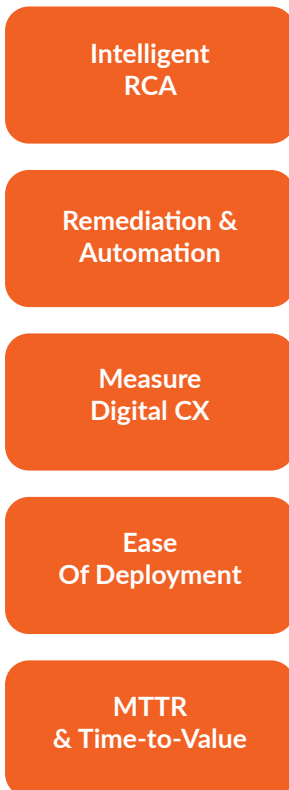 Intelligent
RCA
Remediation &
Automation
Measure
Digital CX
Ease
Of Deployment
MTTR
& Time-to-Value